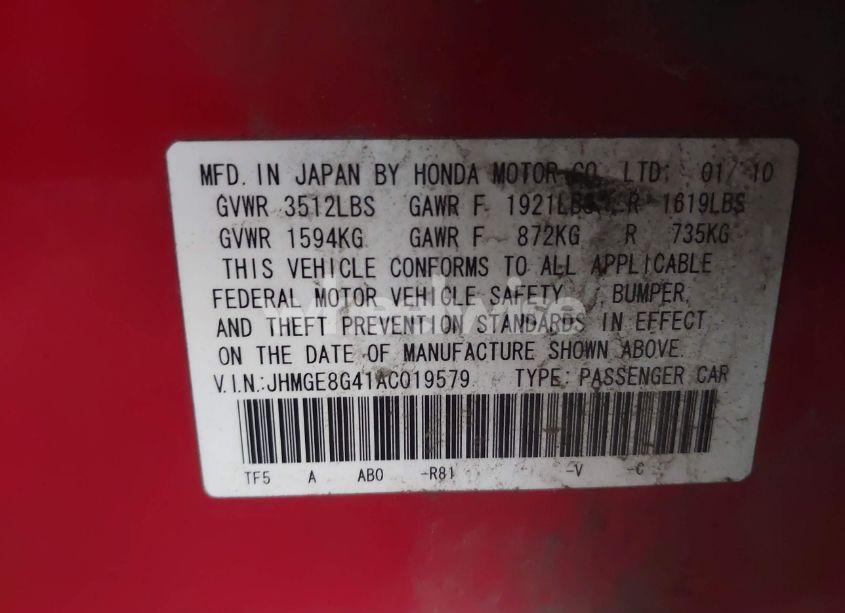 MFD. IN JAPAN BY HONDA MOTOR CO. LTD: 01/10
GVWR 3512LBS GAWR F 1921LBS R 1619LBS
GVWR 1594KG GAWR F 872KG R 735KG
THIS VEHICLE CONFORMS TO ALL APPLICABLE
FEDERAL MOTOR VEHICLE SAFETY, BUMPER,
AND THEFT PREVENTION STANDARDS IN EFFECT
ON THE DATE OF MANUFACTURE SHOWN ABOVE.
V.I.N.:JHMGE8G41AC019579 TYPE: PASSENGER CAR
TF5 A AB0 -R81 -V -C